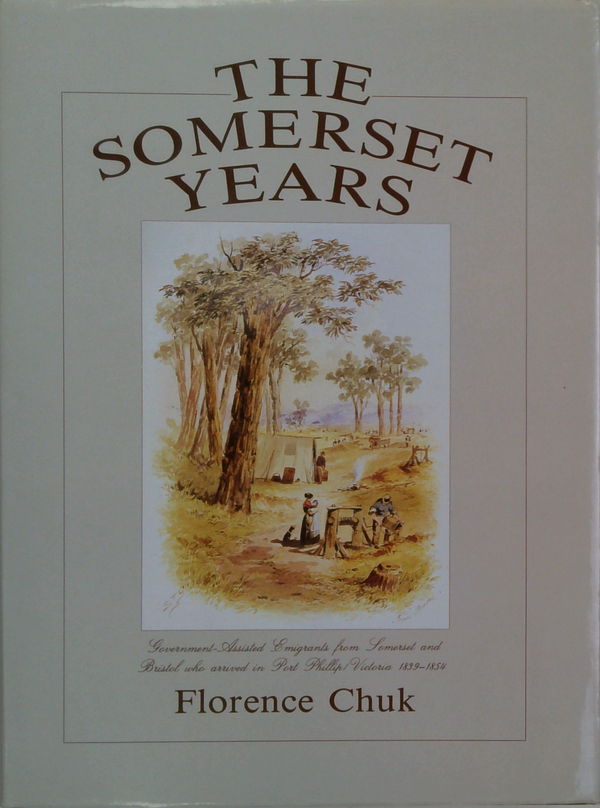 THE
SOMERSET
YEARS
Government-Assisted Emigrants from Somerset and
Bristol who arrived in Port Phillip/Victoria 1839–1854
Florence Chuk